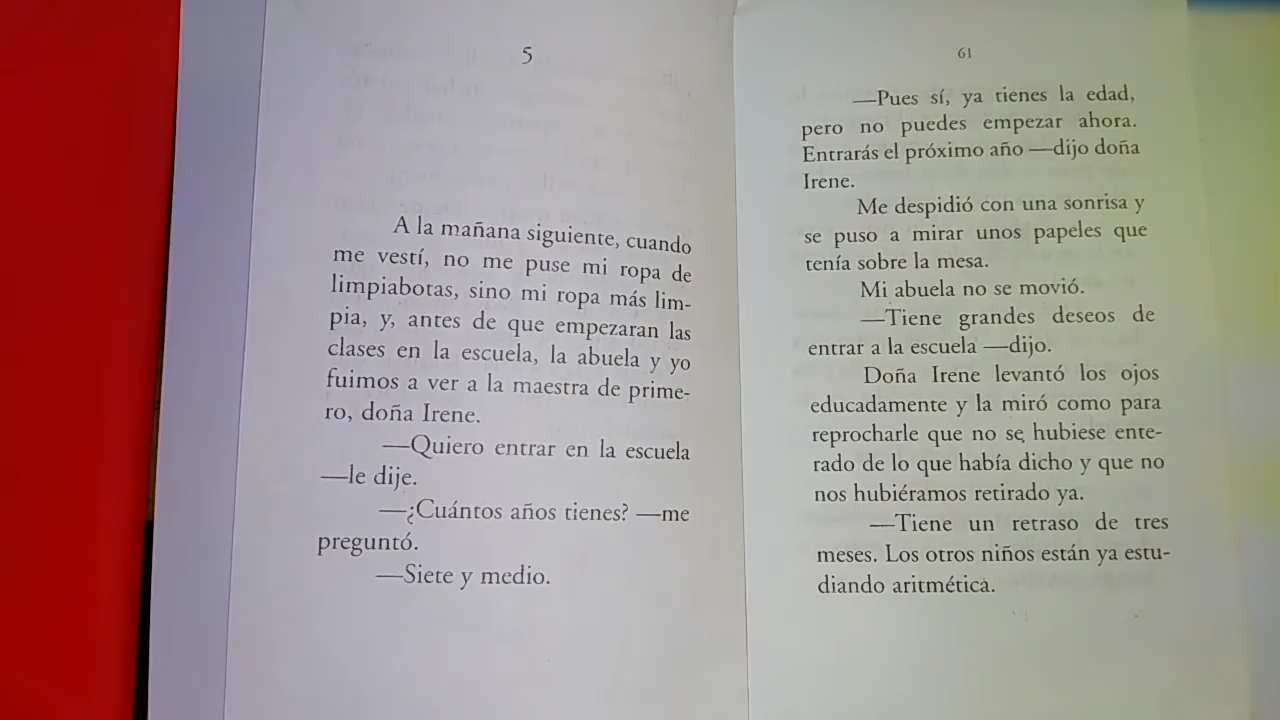 5
A la mañana siguiente, cuando
me vestí, no me puse mi ropa de
limpiabotas, sino mi ropa más lim-
pia, y, antes de que empezaran las
clases en la escuela, la abuela y yo
fuimos a ver a la maestra de prime-
ro, doña Irene.
—Quiero entrar en la escuela
—le dije.
—¿Cuántos años tienes? —me
preguntó.
—Siete y medio.
61
—Pues sí, ya tienes la edad,
pero no puedes empezar ahora.
Entrarás el próximo año —dijo doña
Irene.
Me despidió con una sonrisa y
se puso a mirar unos papeles que
tenía sobre la mesa.
Mi abuela no se movió.
—Tiene grandes deseos de
entrar a la escuela —dijo.
Doña Irene levantó los ojos
educadamente y la miró como para
reprocharle que no se hubiese ente-
rado de lo que había dicho y que no
nos hubiéramos retirado ya.
—Tiene un retraso de tres
meses. Los otros niños están ya estu-
diando aritmética.